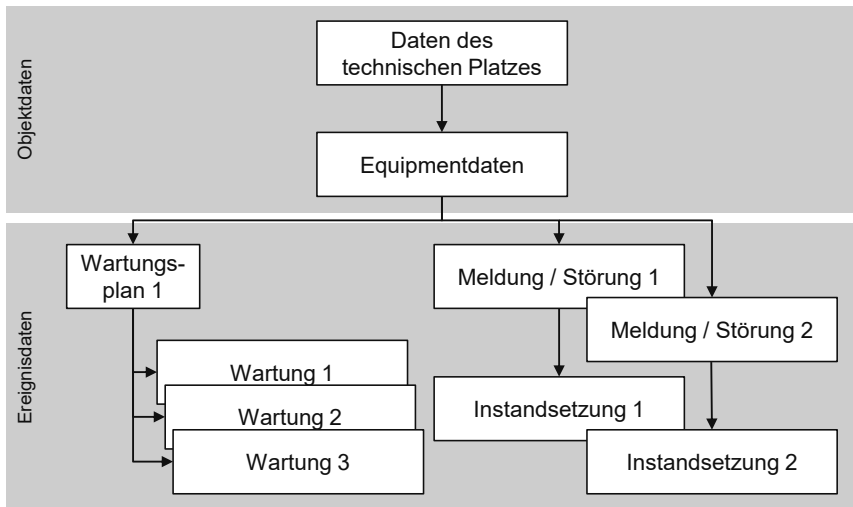 Objektdaten
Daten des
technischen Platzes
Equipmentdaten
Ereignisdaten
Wartungs-
plan 1
Meldung / Störung 1
Meldung / Störung 2
Wartung 1
Wartung 2
Wartung 3
Instandsetzung 1
Instandsetzung 2